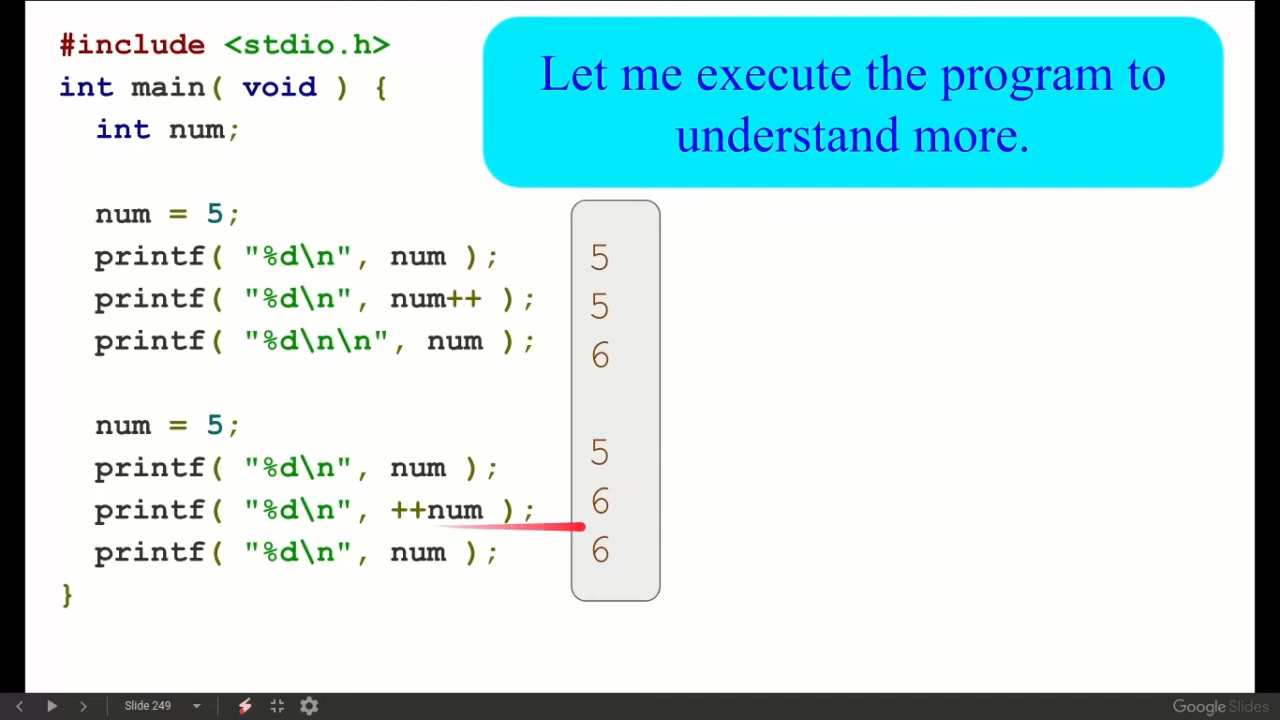 #include <stdio.h>
int main( void ) {
int num;
num = 5;
printf( "%d\n", num );
printf( "%d\n", num++ );
printf( "%d\n\n", num );
num = 5;
printf( "%d\n", num );
printf( "%d\n", ++num );
printf( "%d\n", num );
}
Let me execute the program to
understand more.
5
5
6
5
6
6
Slide 249
Google Slides